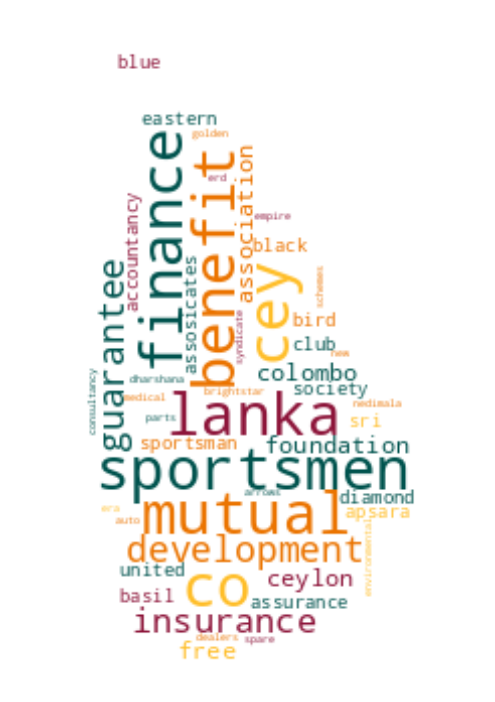 blue
eastern
golden
finance
benefit
association
erd
accountancy
empire
black
assosicates
guarantee
cey
schemes
bird
syndicate
club
new
colombo
consultancy
dharshana
society
brightstar
medical
lanka
nedimala
parts
sri
sportsman
foundation
sportsmen
arrows
diamond
mutual
era
apsara
auto
environmental
development
united
co
ceylon
basil
assurance
insurance
dealers
spare
free